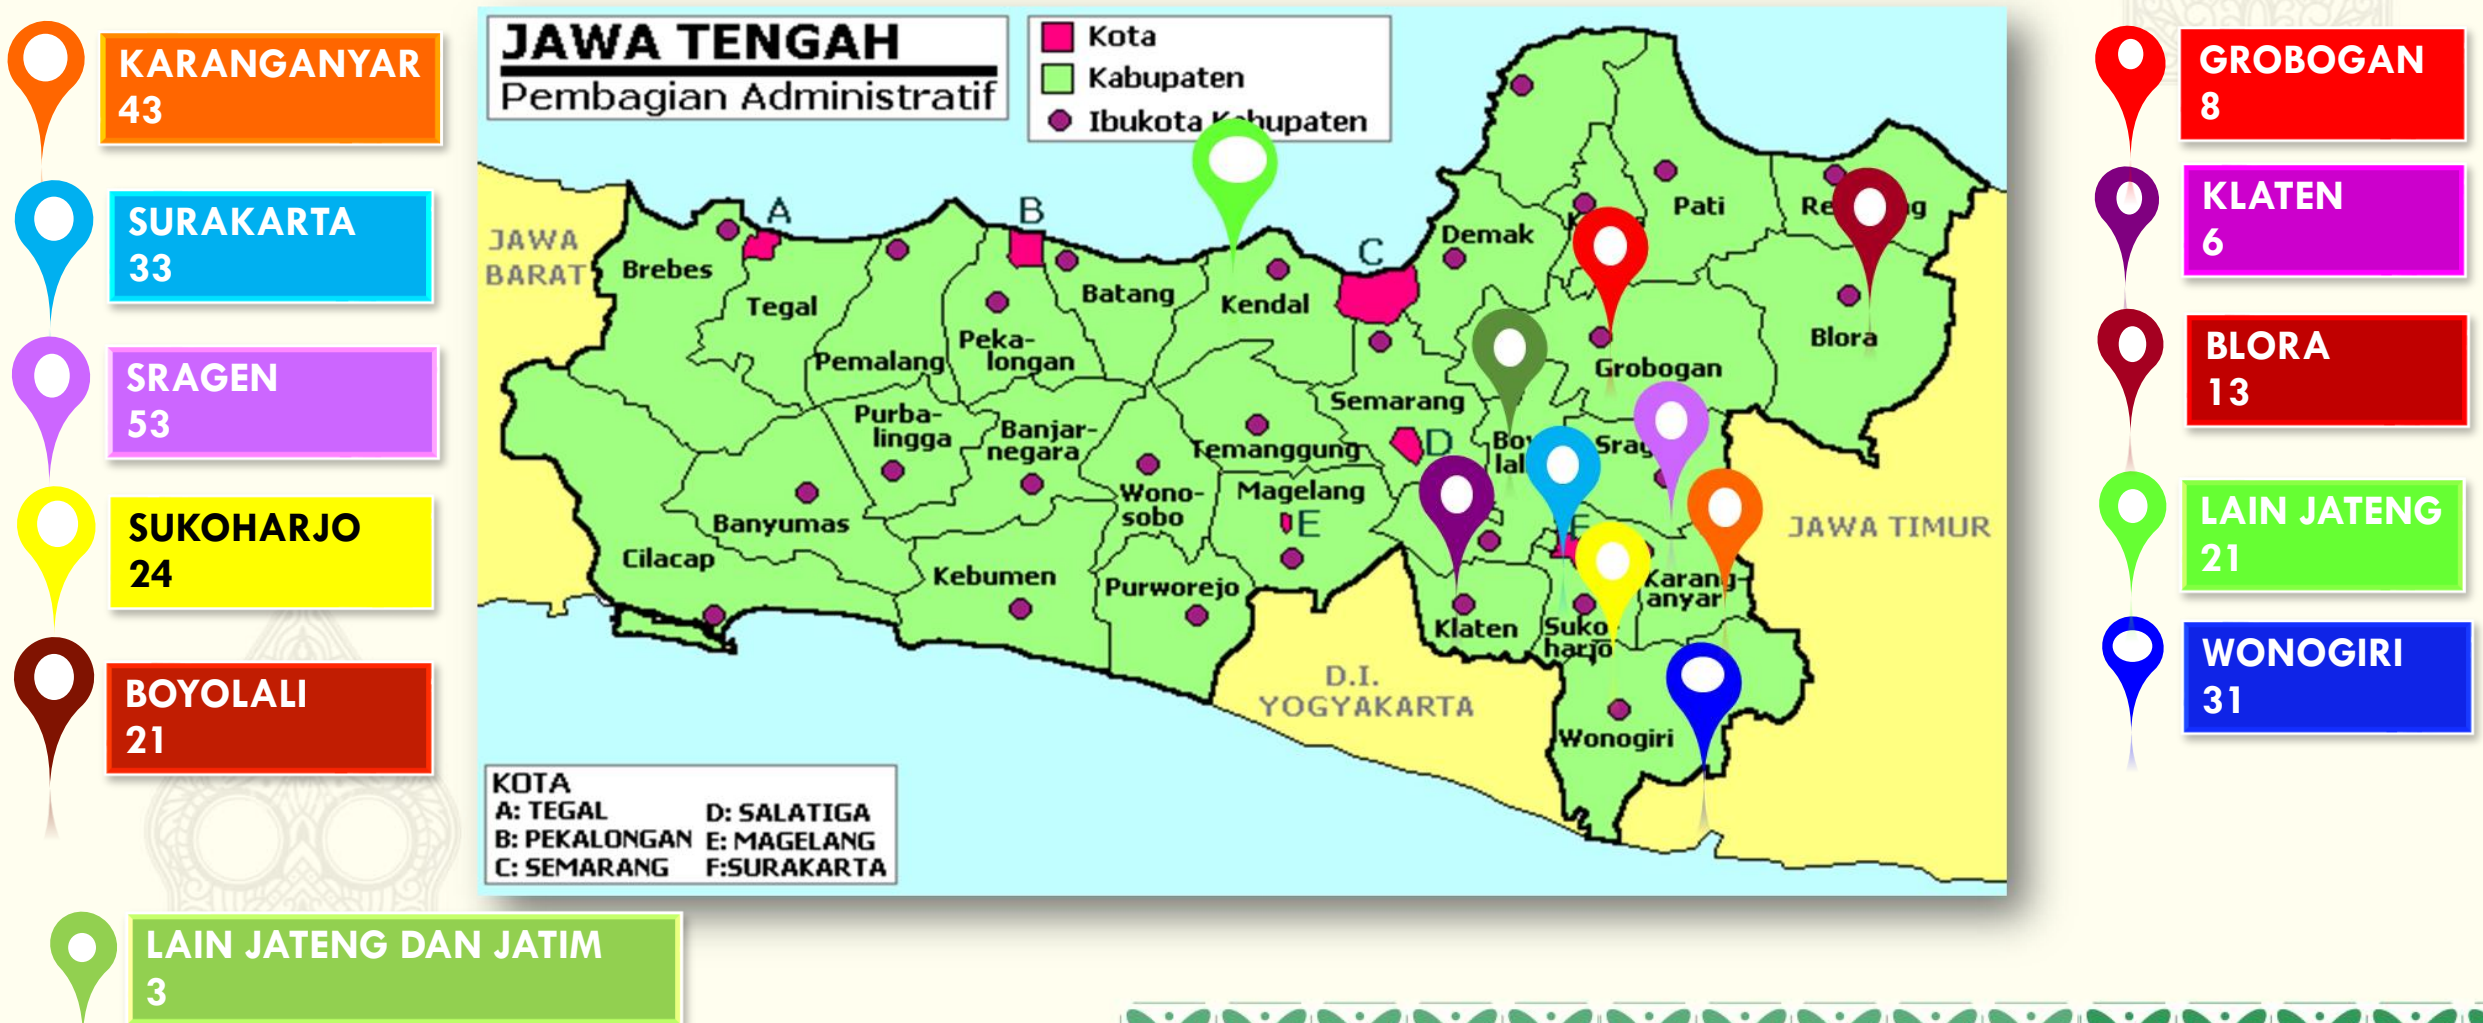 KARANGANYAR
43
SURAKARTA
33
SRAGEN
53
SUKOHARJO
24
BOYOLALI
21
LAIN JATENG DAN JATIM
3
JAWA TENGAH
Pembagian Administratif
Kota
Kabupaten
Ibukota Kabupaten
JAWA
BARAT
A
B
C
Brebes
Tegal
Pemalang
Peka-
longan
Batang
Kendal
Demak
Pati
Blora
Grobogan
Semarang
D
Purba-
lingga
Banjar-
negara
Temanggung
Wono-
sobo
Magelang
E
Banyumas
Cilacap
Kebumen
Purworejo
Klaten
Suko
harjo
Karang-
anyar
Wonogiri
F
JAWA TIMUR
D.I.
YOGYAKARTA
KOTA
A: TEGAL
B: PEKALONGAN
C: SEMARANG
D: SALATIGA
E: MAGELANG
F:SURAKARTA
GROBOGAN
8
KLATEN
6
BLORA
13
LAIN JATENG
21
WONOGIRI
31